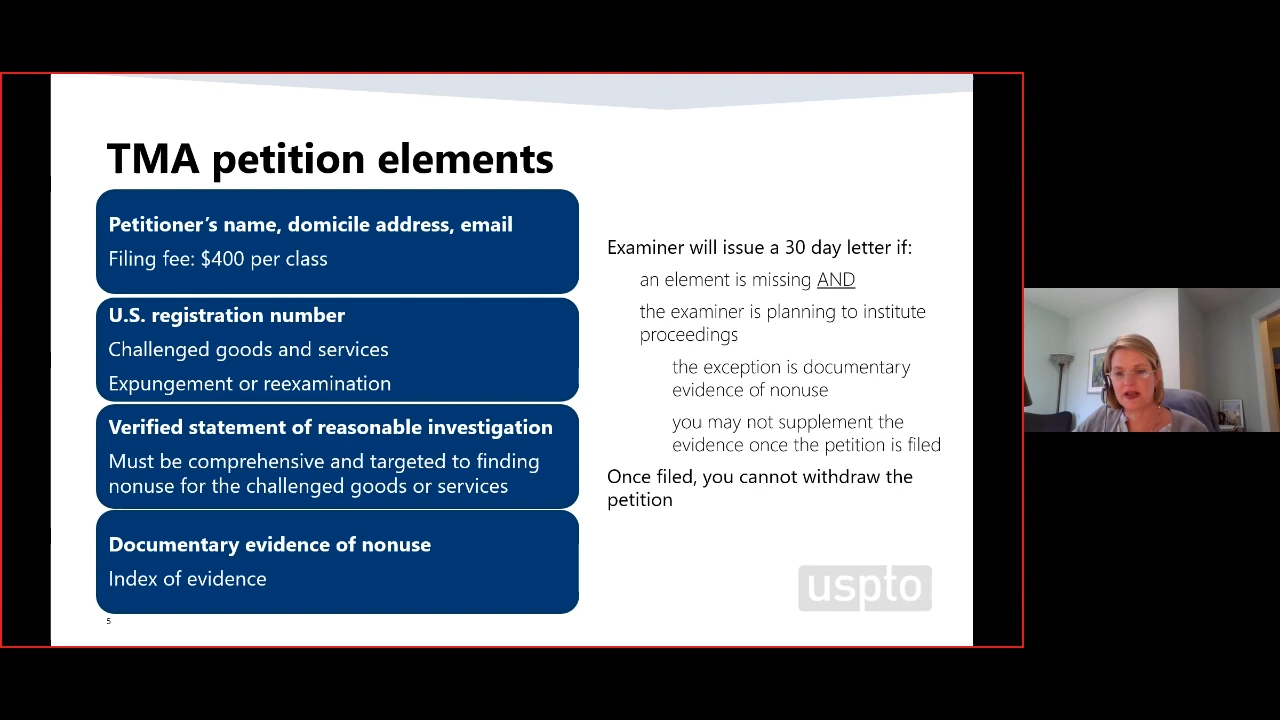 TMA petition elements
Petitioner's name, domicile address, email
Filing fee: $400 per class
U.S. registration number
Challenged goods and services
Expungement or reexamination
Verified statement of reasonable investigation
Must be comprehensive and targeted to finding
nonuse for the challenged goods or services
Documentary evidence of nonuse
Index of evidence
Examiner will issue a 30 day letter if:
an element is missing AND
the examiner is planning to institute
proceedings
the exception is documentary
evidence of nonuse
you may not supplement the
evidence once the petition is filed
Once filed, you cannot withdraw the
petition
uspto
5